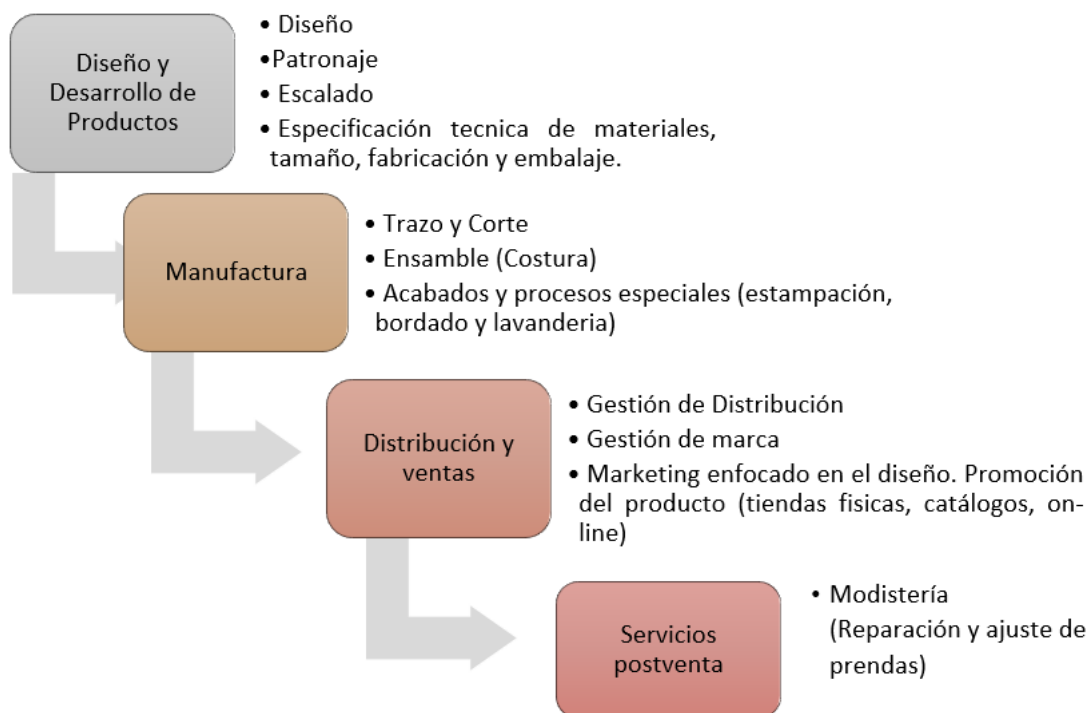 Diseño y
Desarrollo de
Productos
• Diseño
•Patronaje
• Escalado
• Especificación tecnica de materiales,
tamaño, fabricación y embalaje.
Manufactura
• Trazo y Corte
• Ensamble (Costura)
• Acabados y procesos especiales (estampación,
bordado y lavanderia)
Distribución y
ventas
• Gestión de Distribución
• Gestión de marca
• Marketing enfocado en el diseño. Promoción
del producto (tiendas fisicas, catálogos, on-
line)
Servicios
postventa
• Modistería
(Reparación y ajuste de
prendas)